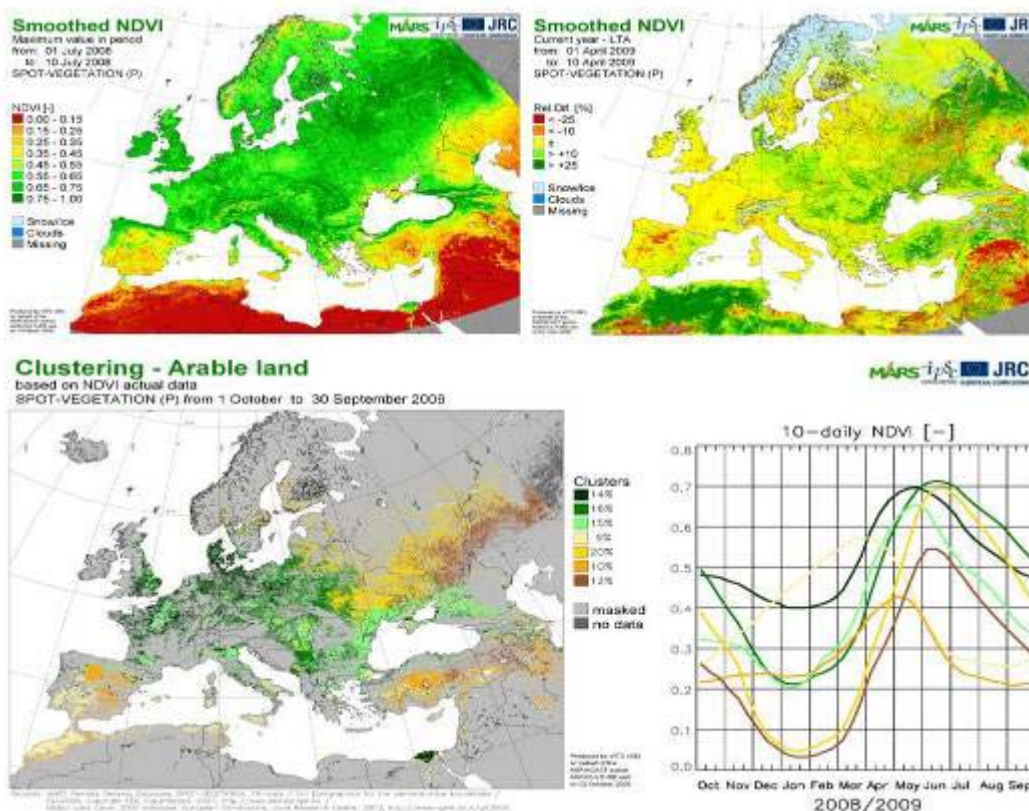 Smoothed NDVI
Maximum value in period
from: 01 July 2008
to: 10 July 2008
SPOT-VEGETATION (P)
MARS ipsc JRC
NDVI [-]
0.00 - 0.15
0.15 - 0.25
0.25 - 0.35
0.35 - 0.45
0.45 - 0.55
0.55 - 0.65
0.65 - 0.75
0.75 - 1.00
Snow/ice
Clouds
Missing
Smoothed NDVI
Current year - LTA
from: 01 April 2009
to: 10 April 2009
SPOT-VEGETATION (P)
MARS ipsc JRC
Rel.Dif. [%]
< -25
< -10
±
> +10
> +25
Snow/ice
Clouds
Missing
Clustering - Arable land
based on NDVI actual data
SPOT-VEGETATION (P) from 1 October to 30 September 2009
MARS ipsc JRC
EUROPEAN COMMISSION
Clusters
14%
16%
15%
9%
20%
10%
12%
masked
no data
10-daily NDVI [-]
0.8
0.7
0.6
0.5
0.4
0.3
0.2
0.1
0.0
Oct Nov Dec Jan Feb Mar Apr May Jun Jul Aug Sep
2008/2009